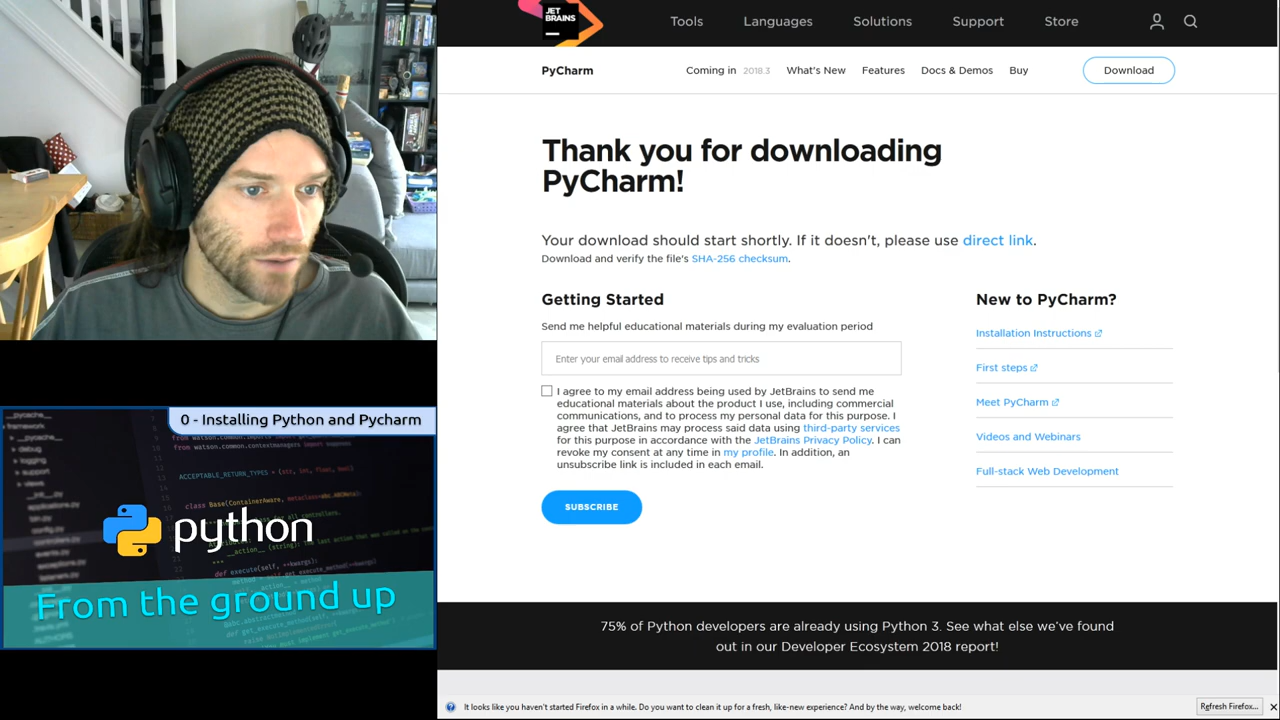 JET
BRAINS
Tools
Languages
Solutions
Support
Store
PyCharm
Coming in 2018.3
What's New
Features
Docs & Demos
Buy
Download
Thank you for downloading
PyCharm!
Your download should start shortly. If it doesn't, please use direct link.
Download and verify the file's SHA-256 checksum.
Getting Started
Send me helpful educational materials during my evaluation period
Enter your email address to receive tips and tricks
I agree to my email address being used by JetBrains to send me
educational materials about the product I use, including commercial
communications, and to process my personal data for this purpose. I
agree that JetBrains may process said data using third-party services
for this purpose in accordance with the JetBrains Privacy Policy. I can
revoke my consent at any time in my profile. In addition, an
unsubscribe link is included in each email.
SUBSCRIBE
New to PyCharm?
Installation Instructions
First steps
Meet PyCharm
Videos and Webinars
Full-stack Web Development
75% of Python developers are already using Python 3. See what else we've found
out in our Developer Ecosystem 2018 report!
It looks like you haven't started Firefox in a while. Do you want to clean it up for a fresh, like-new experience? And by the way, welcome back!
Refresh Firefox...
0 - Installing Python and Pycharm
ACCEPTABLE_RETURN_TYPES = (str, int, float, bool)
class Base(ContainerAware,
python
From the ground up